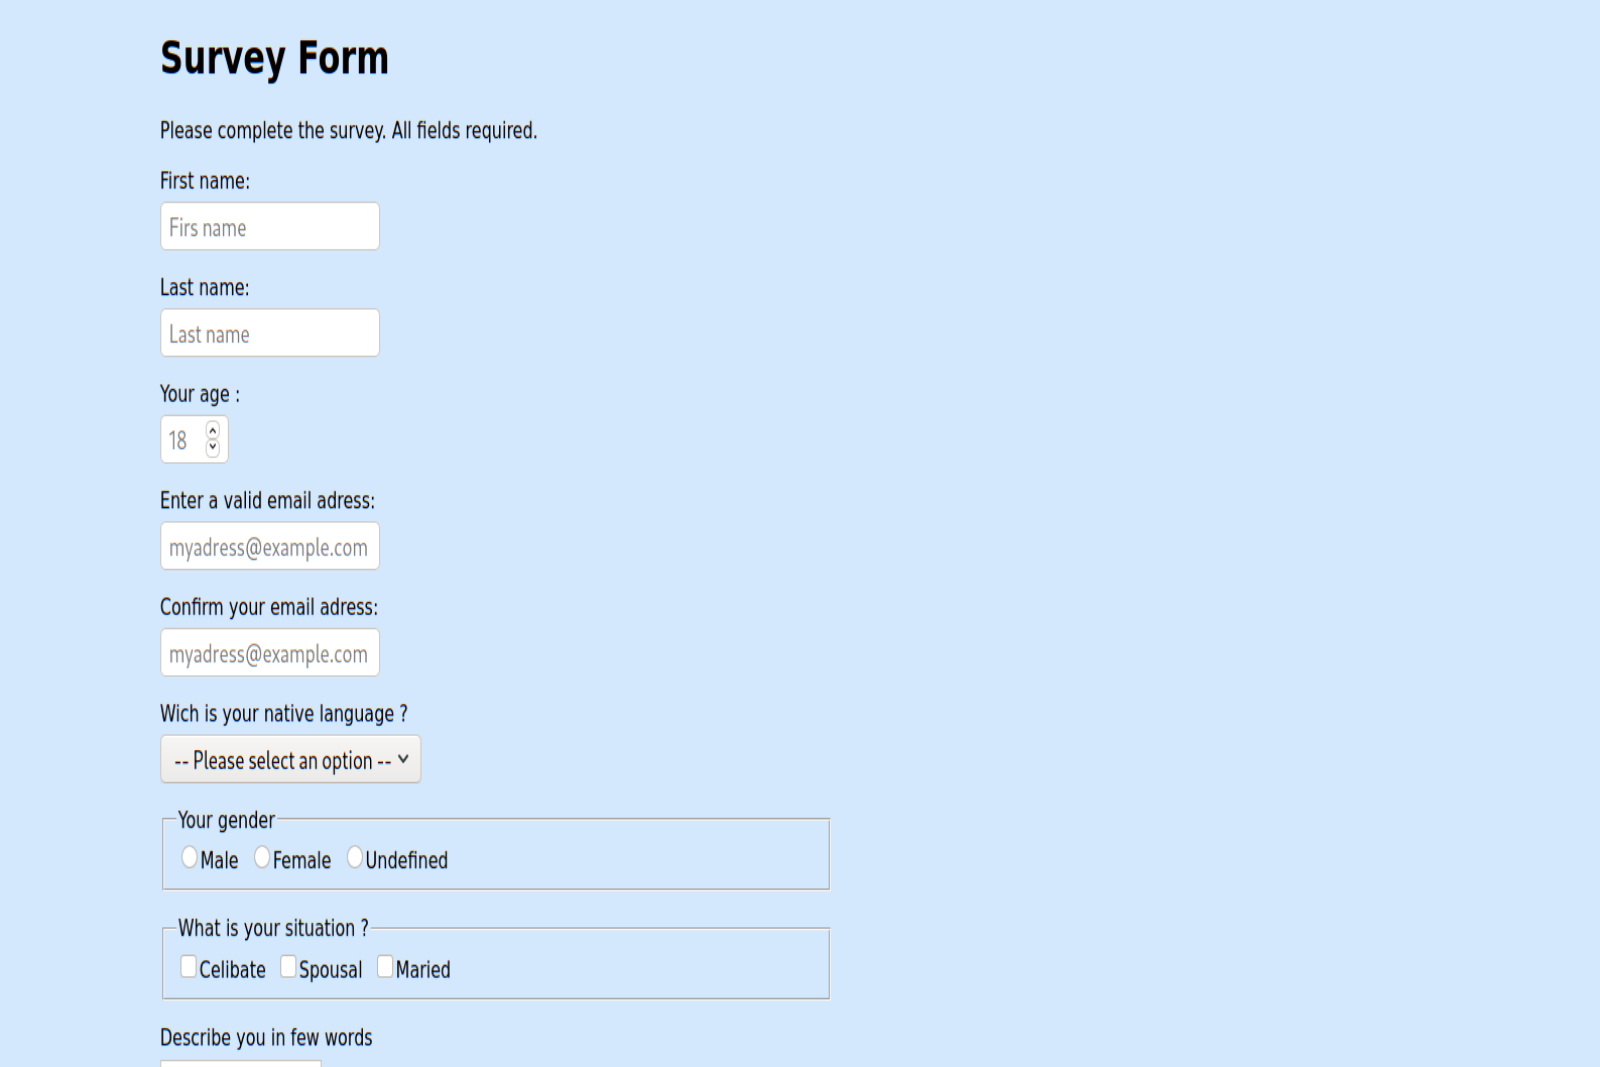 Survey Form
Please complete the survey. All fields required.
First name:
Firs name
Last name:
Last name
Your age :
18
Enter a valid email adress:
myadress@example.com
Confirm your email adress:
myadress@example.com
Wich is your native language ?
-- Please select an option --
Your gender
Male Female Undefined
What is your situation ?
Celibate Spousal Maried
Describe you in few words